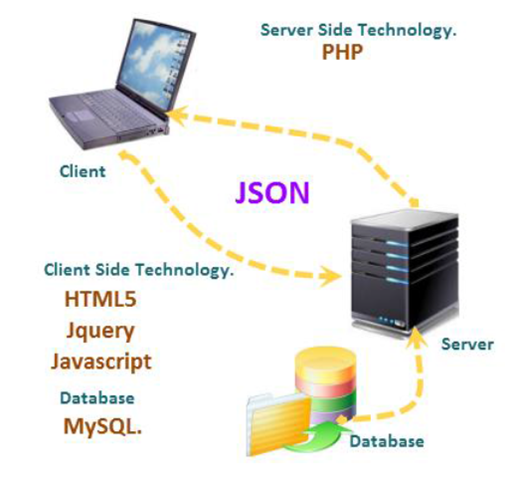 Server Side Technology.
PHP
Client
JSON
Client Side Technology.
HTML5
Jquery
Javascript
Server
Database
MySQL.
Database